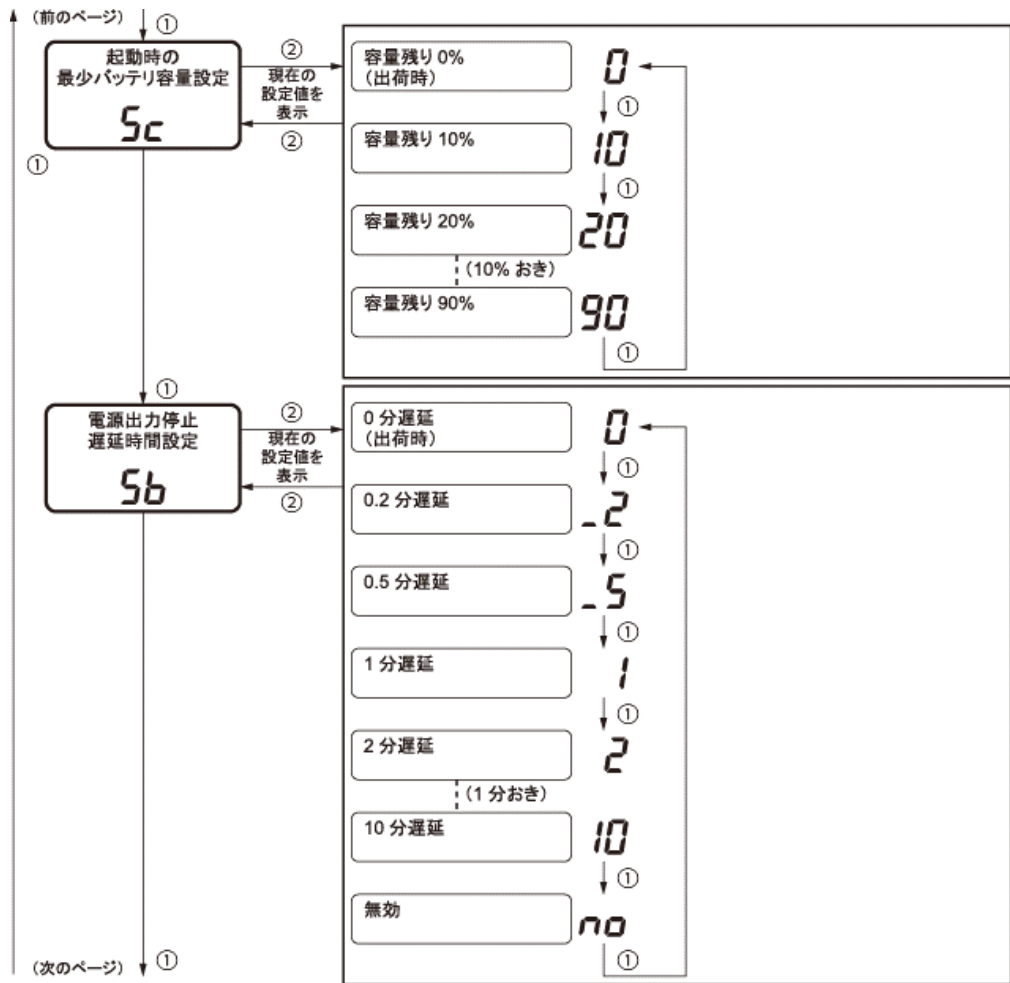 (前のページ)
①
起動時の
最少バッテリ容量設定
Sc
②
現在の
設定値を
表示
②
①
容量残り 0%
(出荷時)
0
①
容量残り 10%
10
①
容量残り 20%
20
(10% おき)
容量残り 90%
90
①
①
電源出力停止
遅延時間設定
Sb
②
現在の
設定値を
表示
②
0 分遅延
(出荷時)
0
①
0.2 分遅延
_2
①
0.5 分遅延
_5
①
1 分遅延
1
①
2 分遅延
2
(1 分おき)
10 分遅延
10
①
無効
no
①
(次のページ)
①